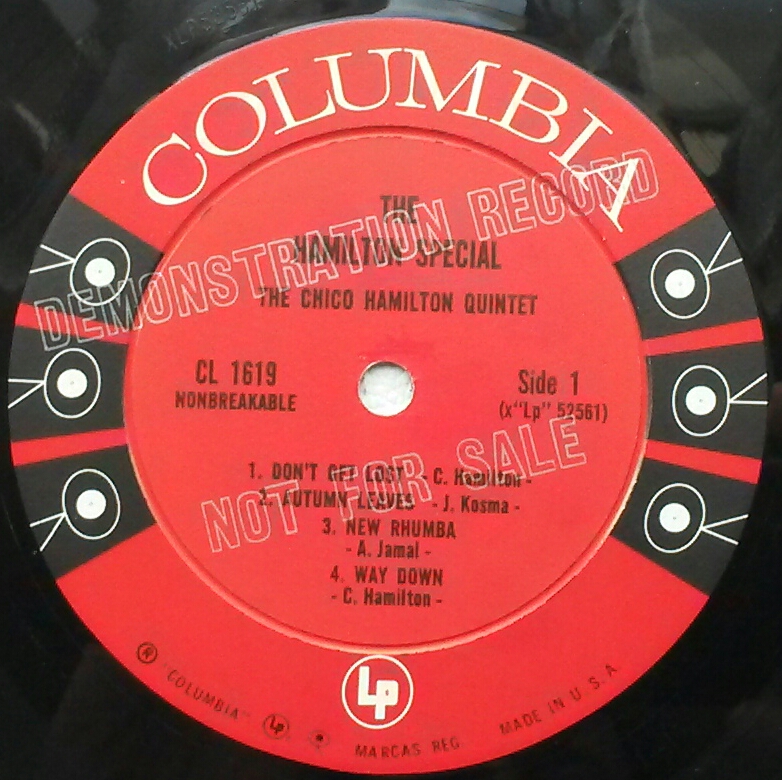 COLUMBIA
DEMONSTRATION RECORD
THE
HAMILTON SPECIAL
THE CHICO HAMILTON QUINTET
CL 1619
NONBREAKABLE
Side 1
(x"Lp" 52561)
NOT FOR SALE
1. DON'T GET LOST - C. Hamilton -
2. AUTUMN LEAVES - J. Kosma -
3. NEW RHUMBA
- A. Jamal -
4. WAY DOWN
- C. Hamilton -
Lp
® "COLUMBIA" Lp MARCAS REG. MADE IN U. S. A.